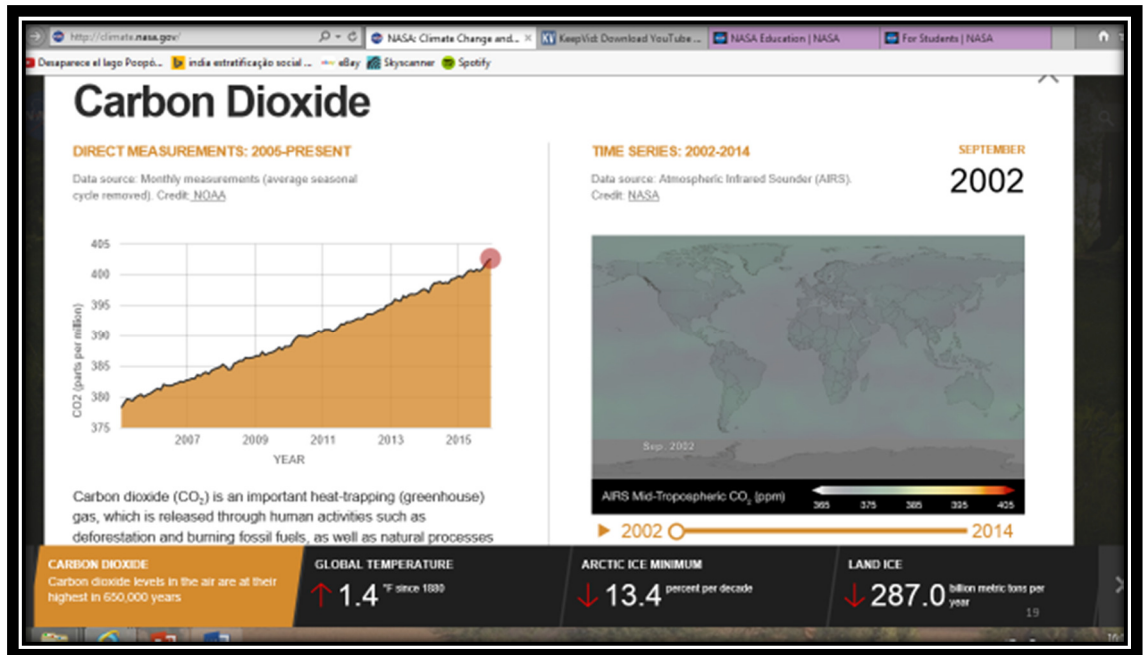 http://climate.nasa.gov/
NASA: Climate Change and...
KeepVid: Download YouTube ...
NASA Education | NASA
For Students | NASA
Desaparece el lago Poopó...
india estratificação social ...
eBay
Skyscanner
Spotify
Carbon Dioxide
DIRECT MEASUREMENTS: 2005-PRESENT
Data source: Monthly measurements (average seasonal
cycle removed). Credit: NOAA
405
400
395
390
385
380
375
CO2 (parts per million)
2007
2009
2011
2013
2015
YEAR
Carbon dioxide (CO₂) is an important heat-trapping (greenhouse)
gas, which is released through human activities such as
deforestation and burning fossil fuels, as well as natural processes
TIME SERIES: 2002-2014
Data source: Atmospheric Infrared Sounder (AIRS).
Credit: NASA
SEPTEMBER
2002
Sep. 2002
AIRS Mid-Tropospheric CO₂ (ppm)
365
375
385
395
405
2002
2014
CARBON DIOXIDE
Carbon dioxide levels in the air are at their
highest in 650,000 years
GLOBAL TEMPERATURE
1.4 °F since 1880
ARCTIC ICE MINIMUM
13.4 percent per decade
LAND ICE
287.0 billion metric tons per
year
19